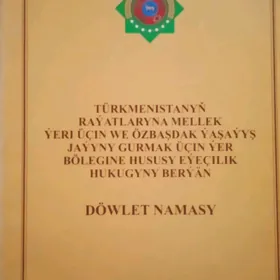 TÜRKMENISTANYŇ
RAÝATLARYNA MELLEK
ÝERI ÜÇIN WE ÖZBAŞDAK ÝAŞAÝYŞ
JAÝYNY GURMAK ÜÇIN ÝER
BÖLEGINE HUSUSY EÝEÇILIK
HUKUGYNY BERÝÄN
DÖWLET NAMASY